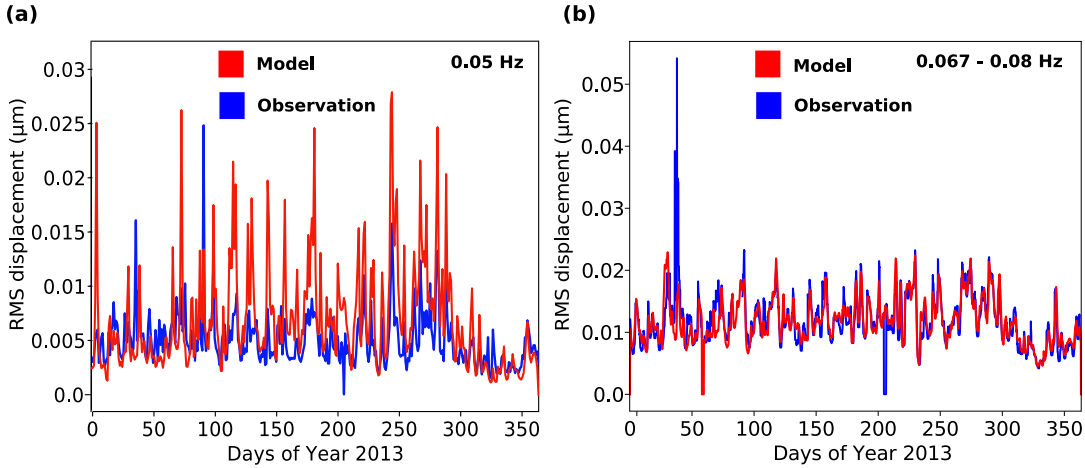 (a)
0.03
0.025
0.02
0.015
0.01
0.005
0.0
RMS displacement (μm)
Model
Observation
0.05 Hz
0 50 100 150 200 250 300 350
Days of Year 2013
(b)
0.05
0.04
0.03
0.02
0.01
0.0
RMS displacement (μm)
Model
Observation
0.067 - 0.08 Hz
0 50 100 150 200 250 300 350
Days of Year 2013